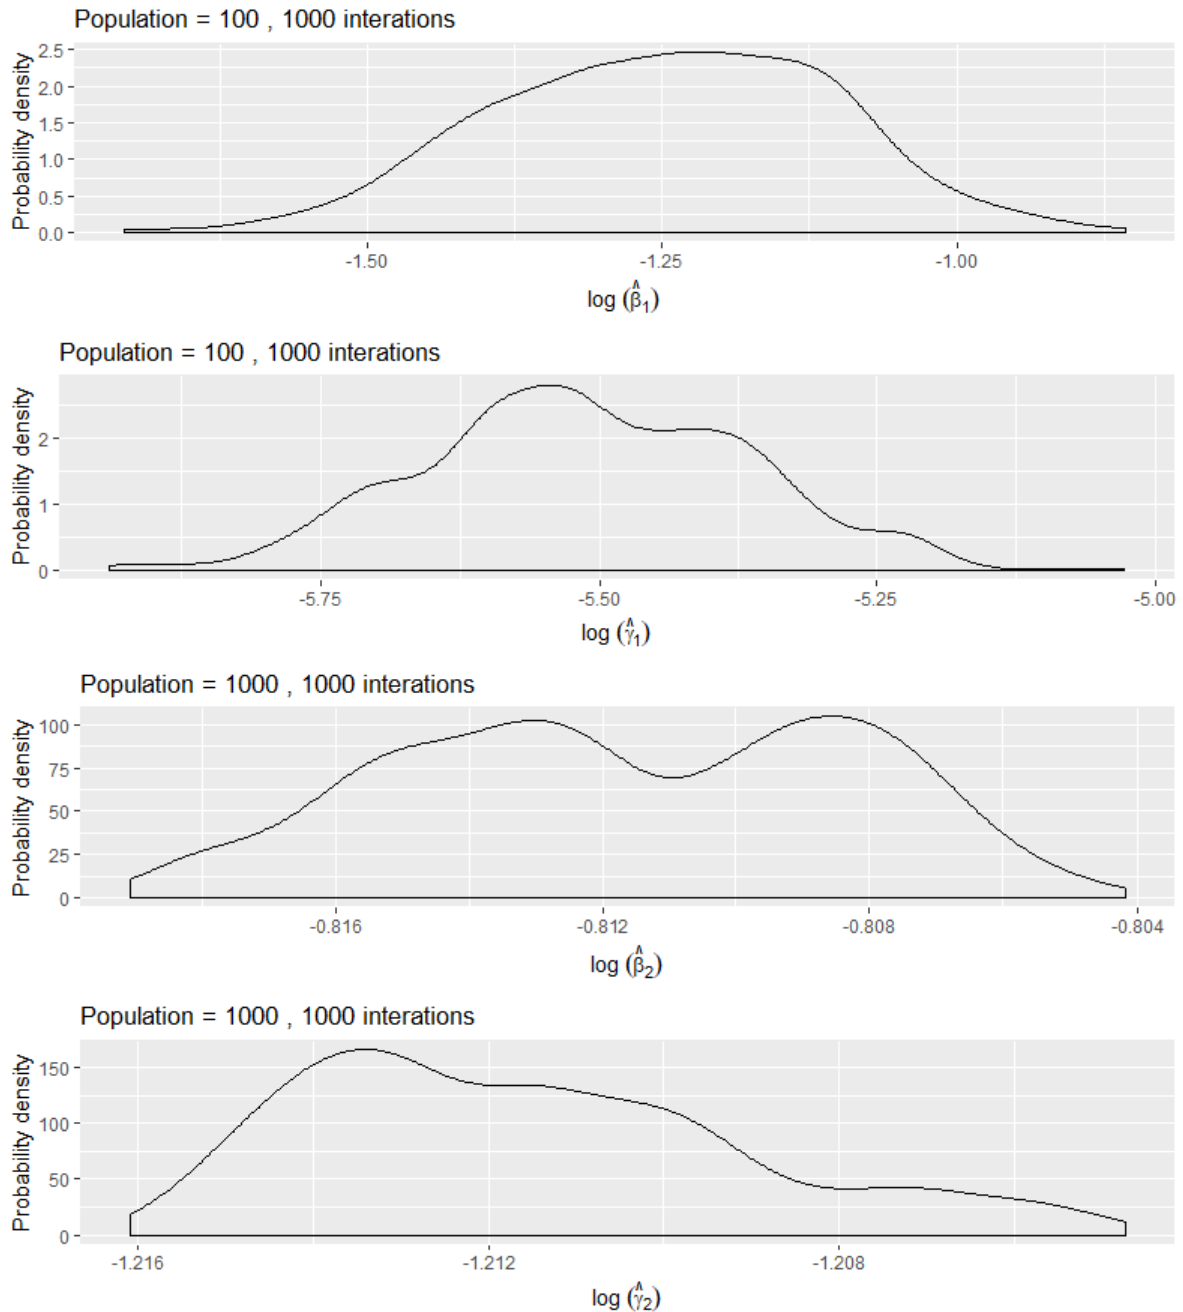 Population = 100 , 1000 interations
Probability density
2.5
2.0
1.5
1.0
0.5
0.0
-1.50 -1.25 -1.00
log (β̂₁)
Population = 100 , 1000 interations
Probability density
2
1
0
-5.75 -5.50 -5.25 -5.00
log (γ̂₁)
Population = 1000 , 1000 interations
Probability density
100
75
50
25
0
-0.816 -0.812 -0.808 -0.804
log (β̂₂)
Population = 1000 , 1000 interations
Probability density
150
100
50
0
-1.216 -1.212 -1.208
log (γ̂₂)